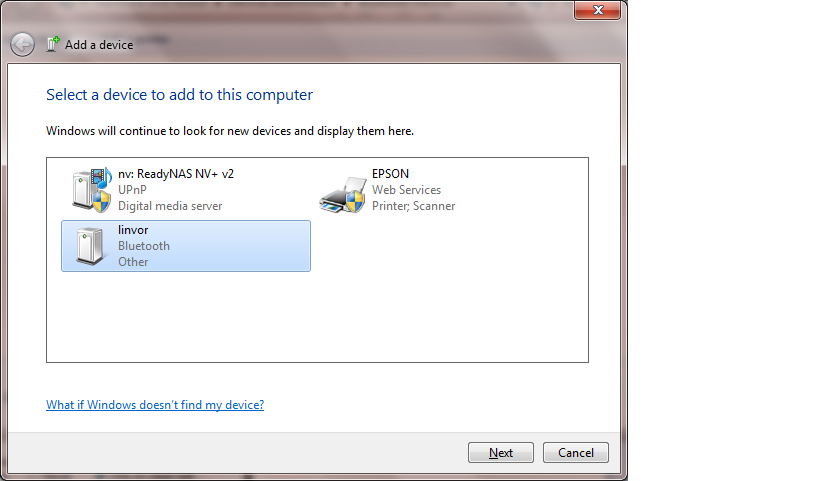 Add a device
Select a device to add to this computer
Windows will continue to look for new devices and display them here.
nv: ReadyNAS NV+ v2
UPnP
Digital media server
EPSON
Web Services
Printer; Scanner
linvor
Bluetooth
Other
What if Windows doesn't find my device?
Next
Cancel